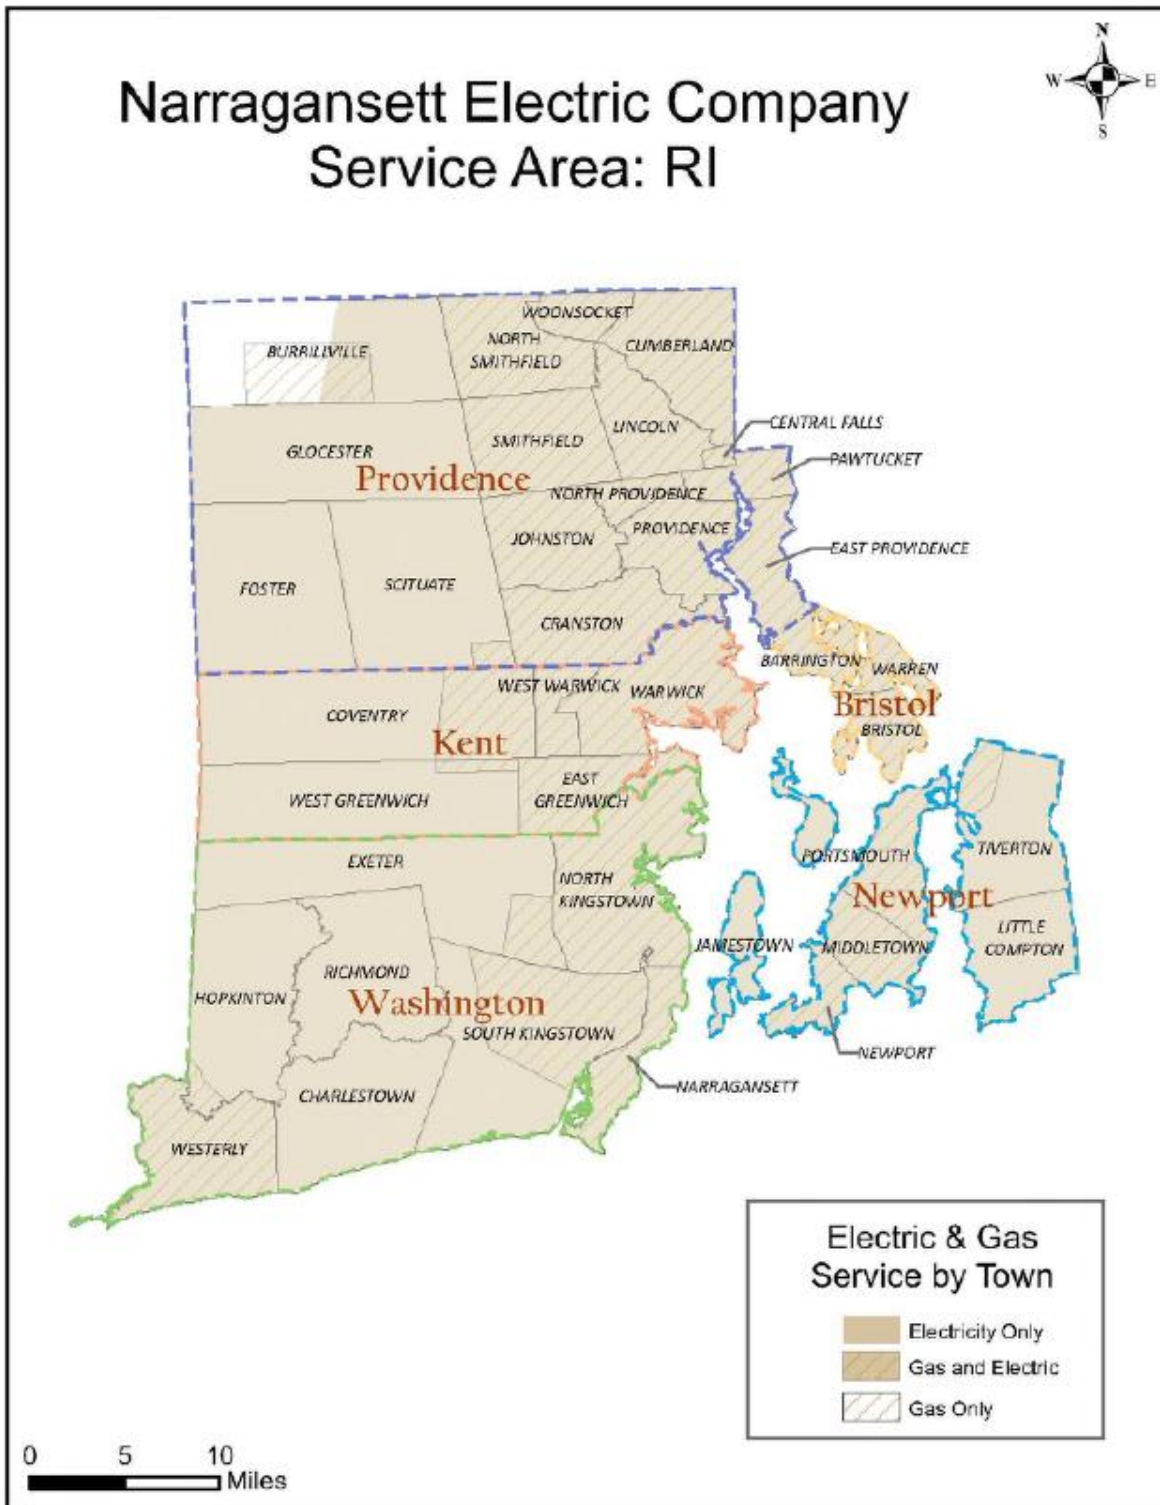 N
W E
S
Narragansett Electric Company
Service Area: RI
WOONSOCKET
BURRILLVILLE
NORTH
SMITHFIELD
CUMBERLAND
CENTRAL FALLS
LINCOLN
SMITHFIELD
GLOCESTER
PAWTUCKET
Providence
NORTH PROVIDENCE
PROVIDENCE
JOHNSTON
EAST PROVIDENCE
FOSTER
SCITUATE
CRANSTON
BARRINGTON
WARREN
WEST WARWICK
WARWICK
Bristol
COVENTRY
BRISTOL
Kent
EAST
GREENWICH
WEST GREENWICH
TIVERTON
PORTSMOUTH
EXETER
NORTH
KINGSTOWN
Newport
LITTLE
COMPTON
JAMESTOWN
MIDDLETOWN
RICHMOND
HOPKINTON
Washington
SOUTH KINGSTOWN
NEWPORT
NARRAGANSETT
CHARLESTOWN
WESTERLY
Electric & Gas
Service by Town
Electricity Only
Gas and Electric
Gas Only
0 5 10
Miles